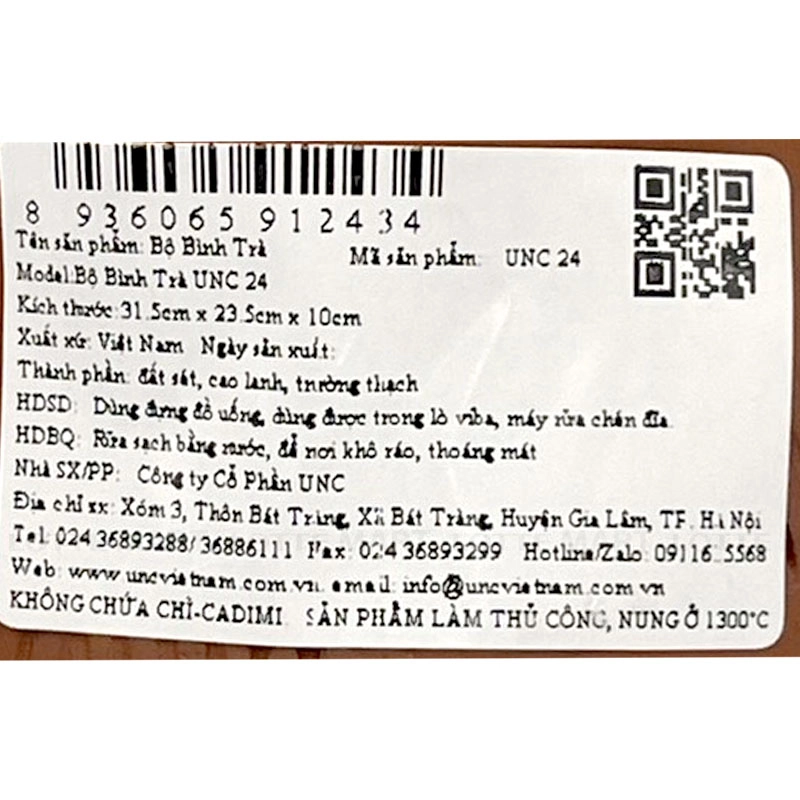 8 936065 912434
Tên sản phẩm: Bộ Bình Trà Mã sản phẩm: UNC 24
Model:Bộ Bình Trà UNC 24
Kích thước:31.5cm x 23.5cm x 10cm
Xuất xứ: Việt Nam Ngày sản xuất:
Thành phần: đất sét, cao lanh, trường thạch
HDSD: Dùng đựng đồ uống, dùng được trong lò viba, máy rửa chén đĩa.
HDBQ: Rửa sạch bằng nước, để nơi khô ráo, thoáng mát
Nhà SX/PP: Công ty Cổ Phần UNC
Địa chỉ sx: Xóm 3, Thôn Bát Tràng, Xã Bát Tràng, Huyện Gia Lâm, TP. Hà Nội
Tel: 024 36893288/ 36886111 Fax: 024 36893299 Hotline/Zalo:
Web: www.uncvietnam.com.vn. email: info@uncvietnam.com.vn
KHÔNG CHỨA CHÌ-CADIMI SẢN PHẨM LÀM THỦ CÔNG, NUNG Ở 1300°C